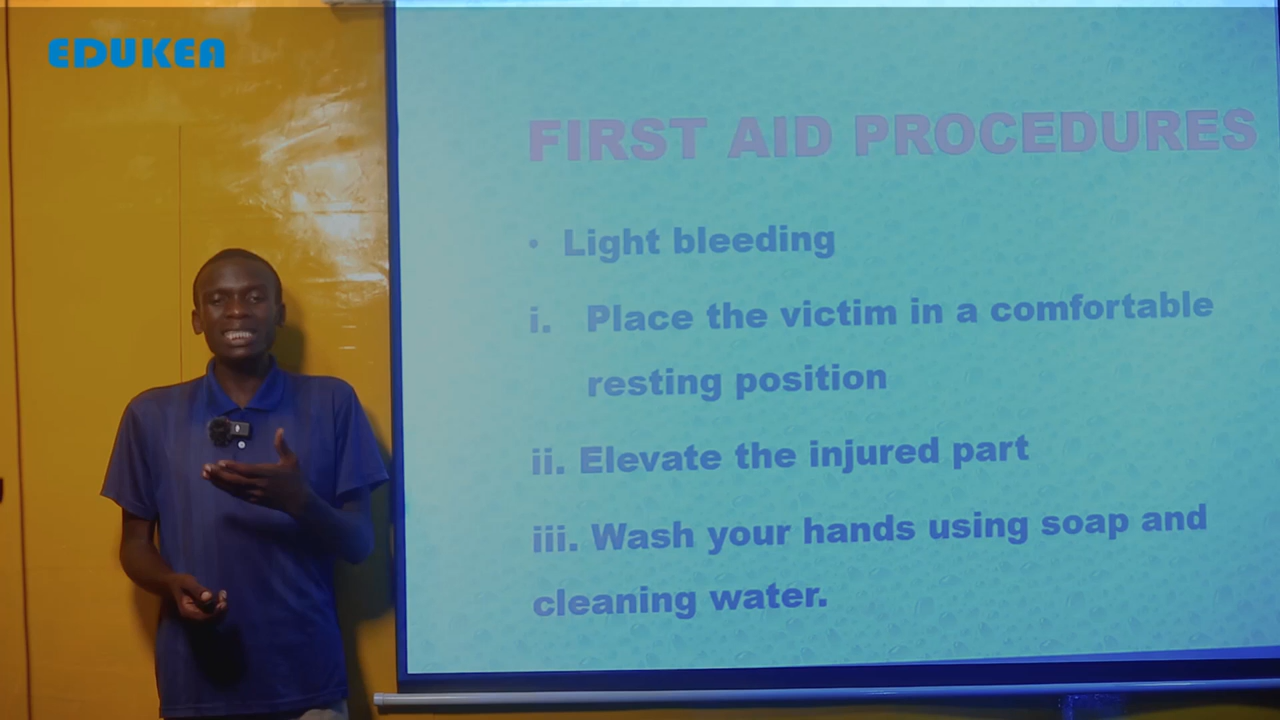 EDUKEA
FIRST AID PROCEDURES
• Light bleeding
i. Place the victim in a comfortable
resting position
ii. Elevate the injured part
iii. Wash your hands using soap and
cleaning water.